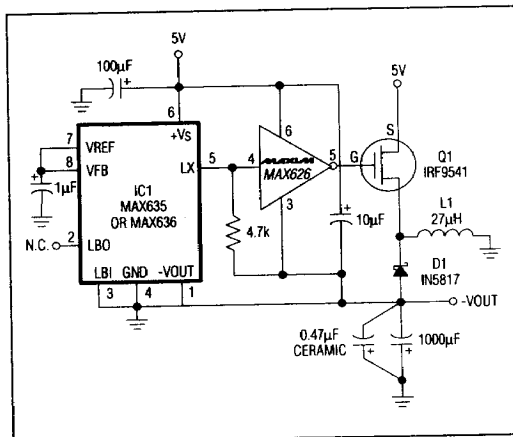 5V
100µF
+
6
+VS
7 VREF
8 VFB
+
1µF
IC1
MAX635
OR MAX636
LX
5
4
6
MAXIM
MAX626
3
5
G
5V
S
Q1
IRF9541
L1
27µH
4.7k
+
10µF
N.C.
2
LBO
LBI GND -VOUT
3 4 1
D1
IN5817
-VOUT
0.47µF
CERAMIC
+
+
1000µF